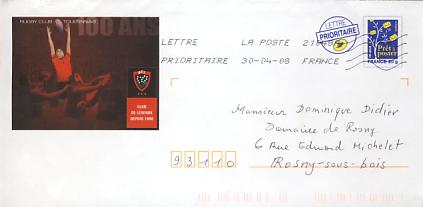 RUGBY CLUB TOULONNAIS
100 ANS
CLUB
DE LÉGENDE
DEPUIS 1908
LETTRE LA POSTE
PRIORITAIRE 30-04-08 FRANCE
LETTRE
PRIORITAIRE
Prêt à
poster
FRANCE 20 g
Monsieur Dominique Didier
Domaine de Rosny
6 Rue Edmond Michelet
93110 Rosny-sous-bois